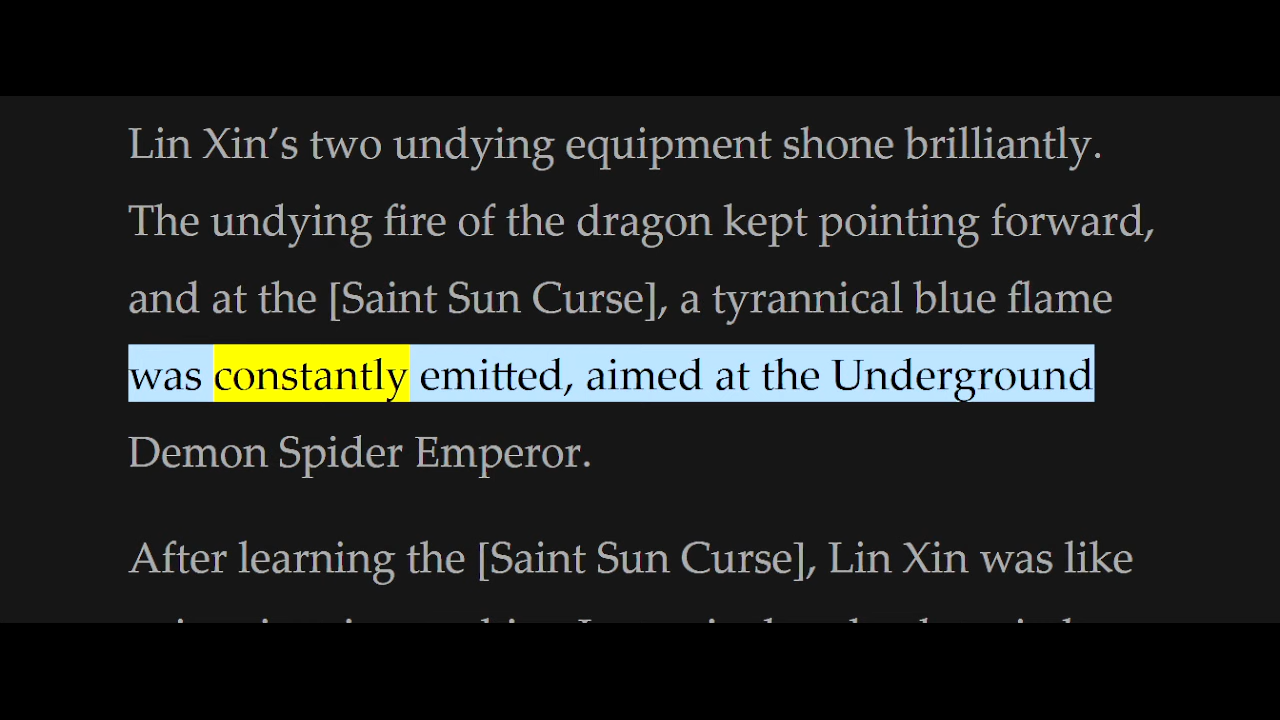 Lin Xin’s two undying equipment shone brilliantly.
The undying fire of the dragon kept pointing forward,
and at the [Saint Sun Curse], a tyrannical blue flame
was constantly emitted, aimed at the Underground
Demon Spider Emperor.
After learning the [Saint Sun Curse], Lin Xin was like